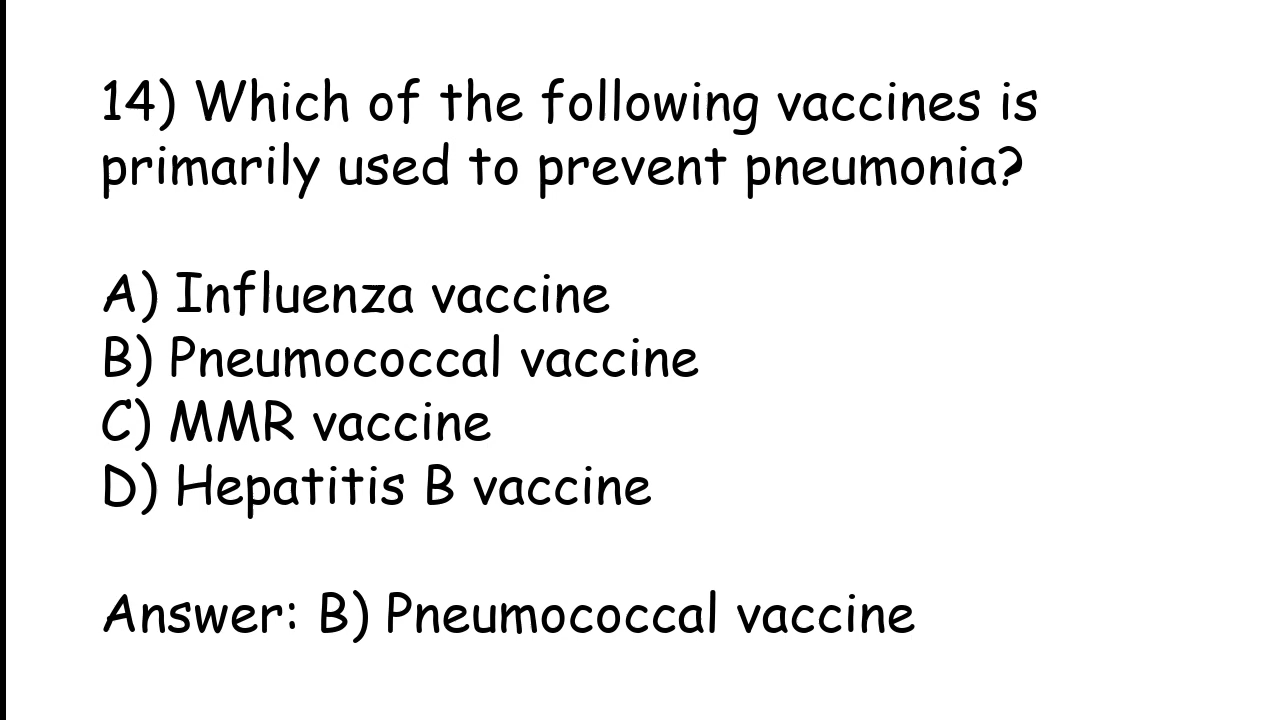 14) Which of the following vaccines is
primarily used to prevent pneumonia?
A) Influenza vaccine
B) Pneumococcal vaccine
C) MMR vaccine
D) Hepatitis B vaccine
Answer: B) Pneumococcal vaccine